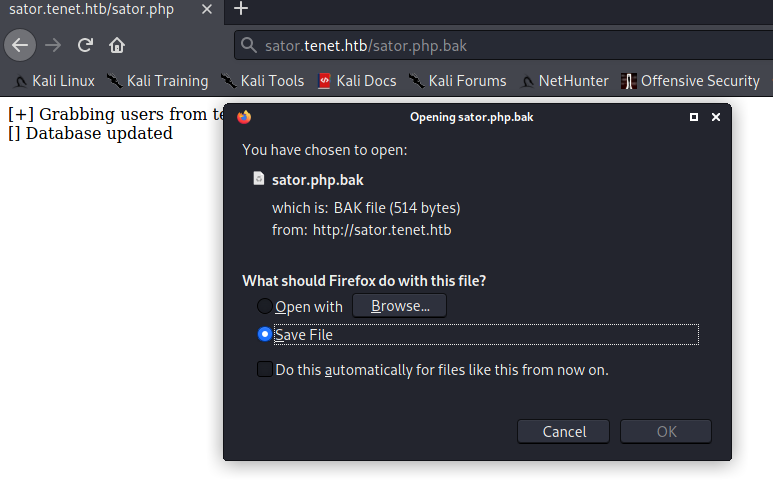 sator.tenet.htb/sator.php
sator.tenet.htb/sator.php.bak
Kali Linux Kali Training Kali Tools Kali Docs Kali Forums NetHunter Offensive Security
[+] Grabbing users from te
[] Database updated
Opening sator.php.bak
You have chosen to open:
sator.php.bak
which is: BAK file (514 bytes)
from: http://sator.tenet.htb
What should Firefox do with this file?
Open with Browse...
Save File
Do this automatically for files like this from now on.
Cancel OK